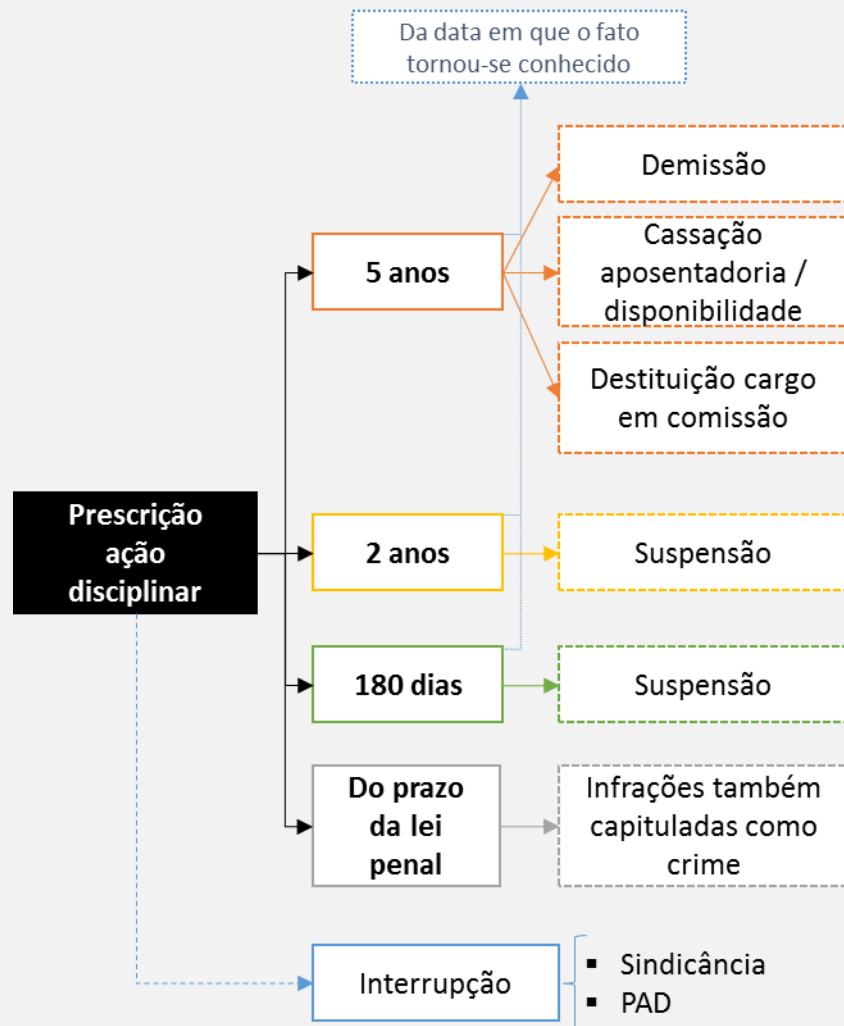 Da data em que o fato
tornou-se conhecido
Demissão
5 anos
Cassação
aposentadoria /
disponibilidade
Destituição cargo
em comissão
Prescrição
ação
disciplinar
2 anos
Suspensão
180 dias
Suspensão
Do prazo
da lei
penal
Infrações também
capituladas como
crime
Interrupção
▪ Sindicância
▪ PAD